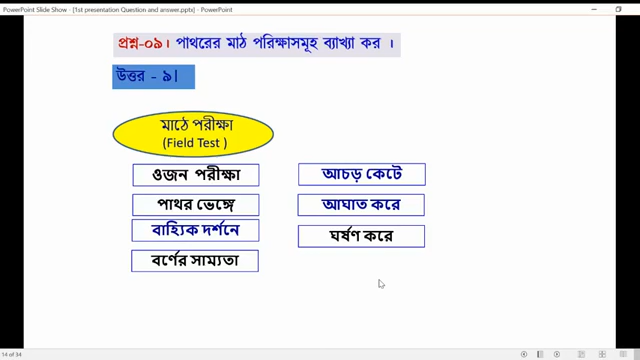 PowerPoint Slide Show - [1st presentation Question and answer.pptx] - PowerPoint
প্রশ্ন-০৯। পাথরের মাঠ পরিক্ষাসমূহ ব্যাখ্যা কর ।
উত্তর - ৯।
মাঠে পরীক্ষা
(Field Test )
ওজন পরীক্ষা
পাথর ভেঙ্গে
বাহ্যিক দর্শনে
বর্ণের সাম্যতা
আচড় কেটে
আঘাত করে
ঘর্ষণ করে
14 of 34